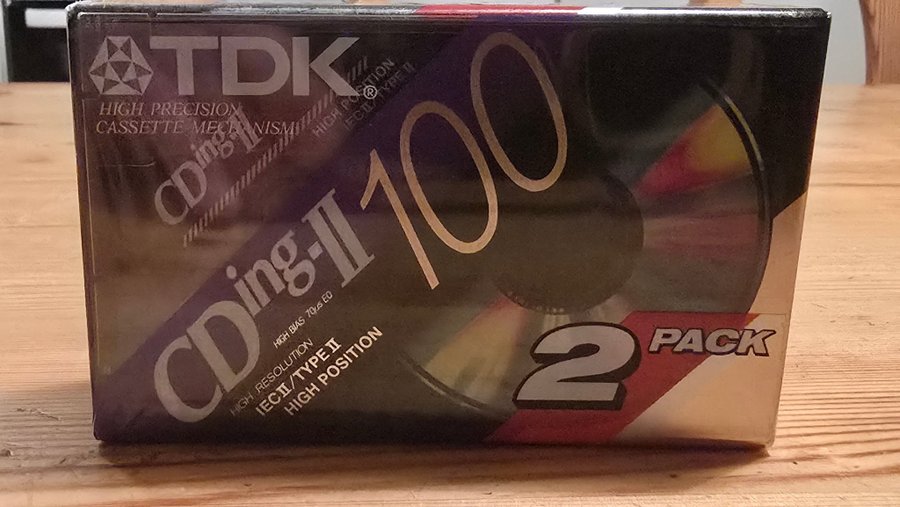 TDK®
HIGH PRECISION
CASSETTE MECHANISM
CDing-II
HIGH POSITION
IECII/TYPE II
CDing-II
100
HIGH BIAS 70μs EQ
HIGH RESOLUTION
IECII/TYPE II
HIGH POSITION
2 PACK